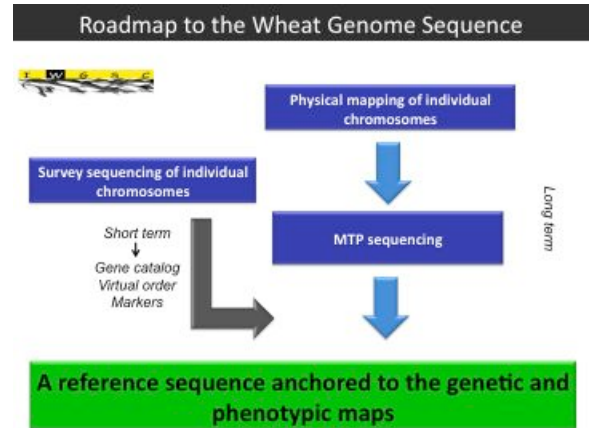 Roadmap to the Wheat Genome Sequence
I W G S C
Physical mapping of individual
chromosomes
Survey sequencing of individual
chromosomes
Short term
Gene catalog
Virtual order
Markers
MTP sequencing
Long term
A reference sequence anchored to the genetic and
phenotypic maps